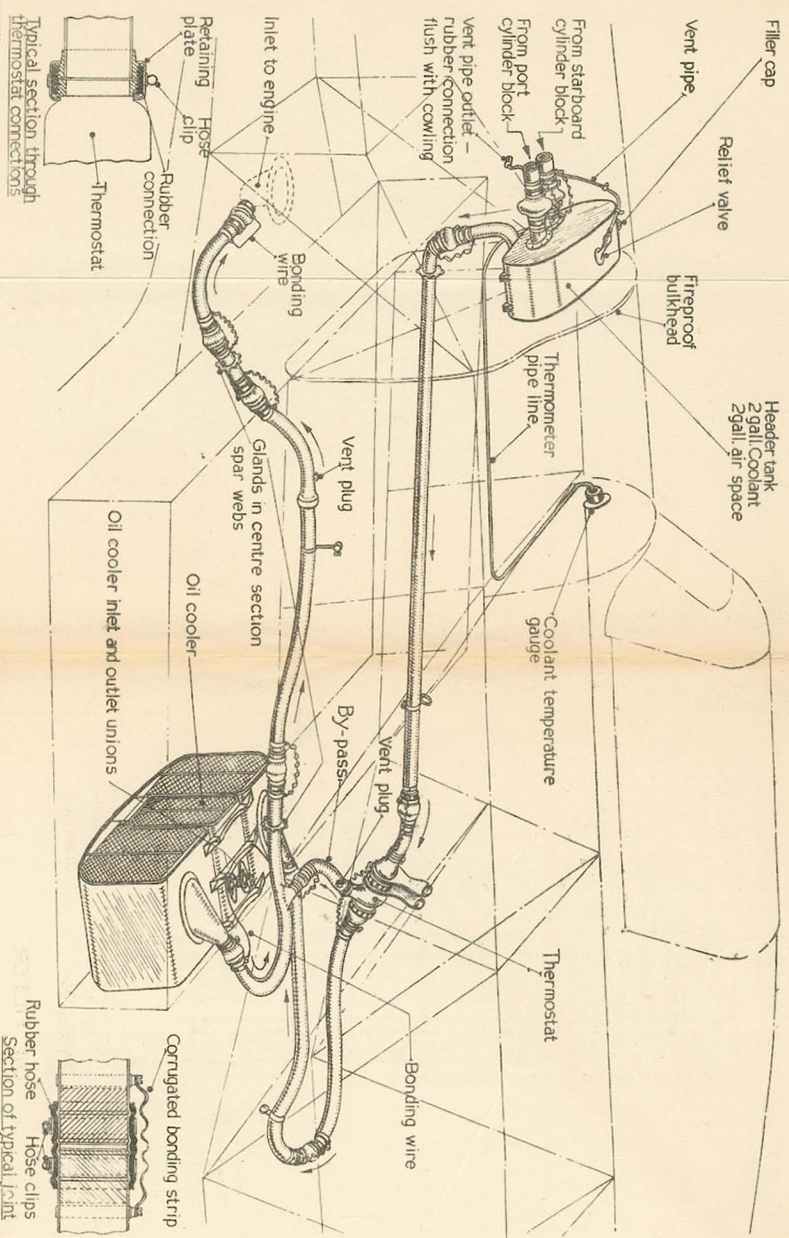 Filler cap
Vent pipe
Relief valve
From starboard
cylinder block
From port
cylinder block
Vent pipe outlet –
rubber connection
flush with cowling
Inlet to engine
Fireproof
bulkhead
Header tank
2 gall. Coolant
2 gall. air space
Thermometer
pipe line
Bonding
wire
Retaining
plate
Hose
clip
Rubber
connection
Thermostat
Typical section through
thermostat connections
Vent plug
Glands in centre section
spar webs
Coolant temperature
gauge
Oil cooler
Oil cooler inlet and outlet unions
By-pass
Vent plug
Thermostat
Bonding wire
Corrugated bonding strip
Rubber hose
Hose clips
Section of typical joint